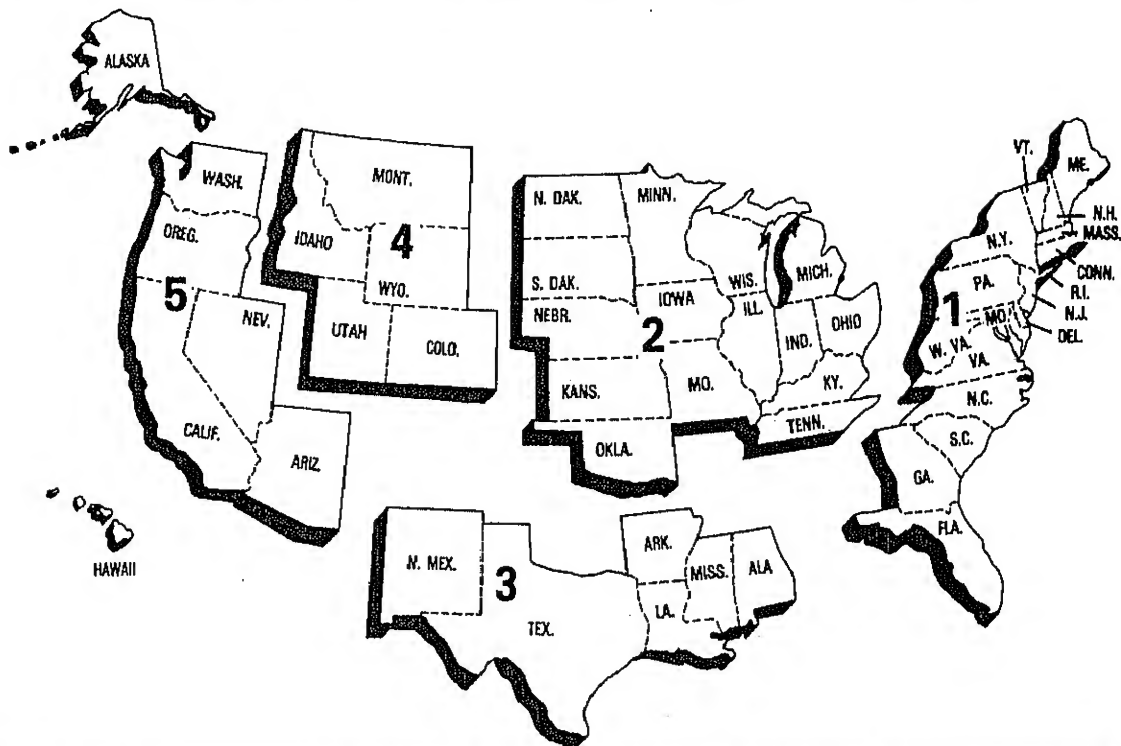 ALASKA
VT.
ME.
WASH.
MONT.
N. DAK.
MINN.
N.H.
MASS.
OREG.
IDAHO
4
N.Y.
CONN.
5
WYO.
S. DAK.
WIS.
MICH.
PA.
R.I.
NEV.
NEBR.
IOWA
ILL.
1
MD.
N.J.
UTAH
COLO.
2
IND.
OHIO
W. VA.
DEL.
VA.
KANS.
MO.
KY.
N.C.
CALIF.
TENN.
S.C.
ARIZ.
OKLA.
GA.
FLA.
HAWAII
N. MEX.
3
ARK.
MISS.
ALA
LA.
TEX.